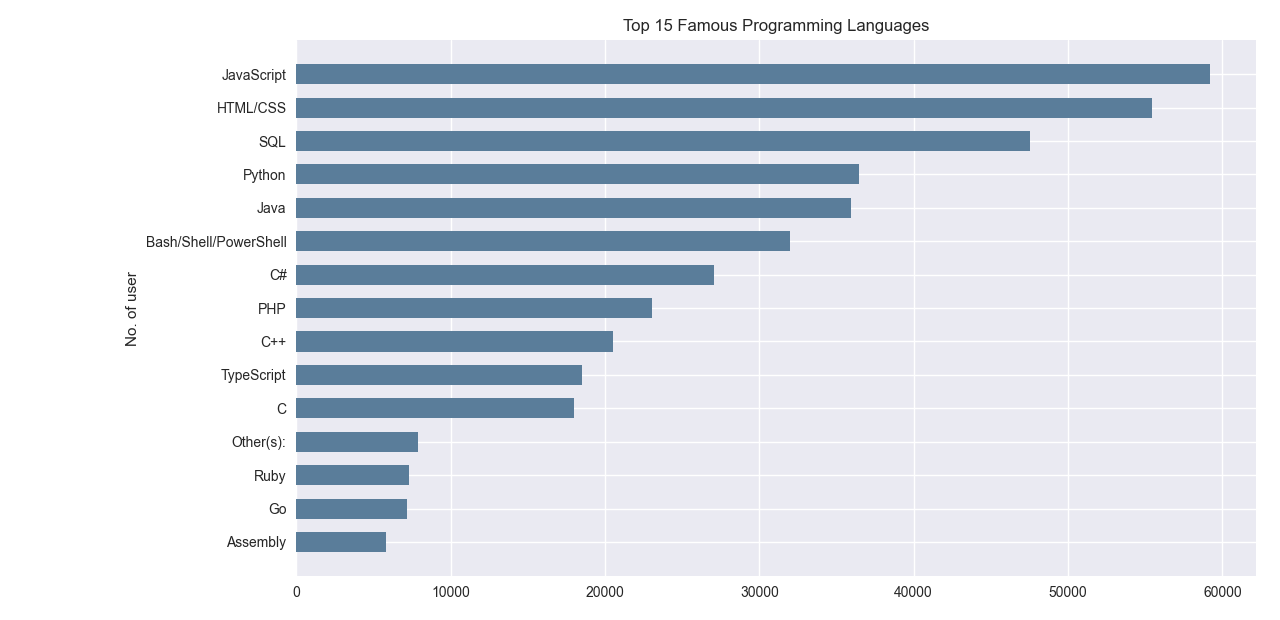 Top 15 Famous Programming Languages
JavaScript
HTML/CSS
SQL
Python
Java
Bash/Shell/PowerShell
C#
No. of user
PHP
C++
TypeScript
C
Other(s):
Ruby
Go
Assembly
0 10000 20000 30000 40000 50000 60000